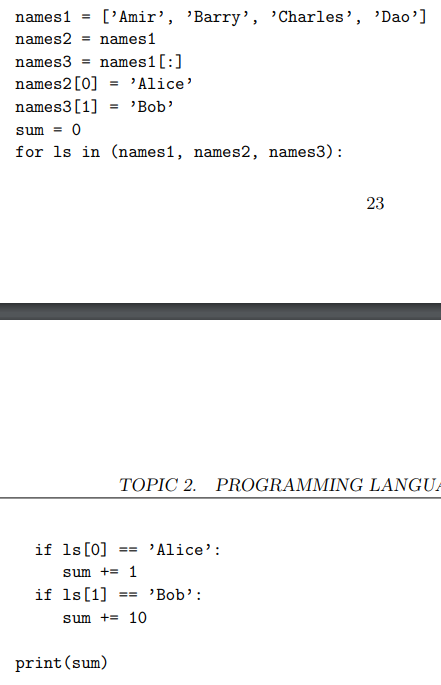 names1 = [’Amir’, ’Barry’, ’Charles’, ’Dao’]
names2 = names1
names3 = names1[:]
names2[0] = ’Alice’
names3[1] = ’Bob’
sum = 0
for ls in (names1, names2, names3):
23
TOPIC 2. PROGRAMMING LANGUA
if ls[0] == ’Alice’:
sum += 1
if ls[1] == ’Bob’:
sum += 10
print(sum)